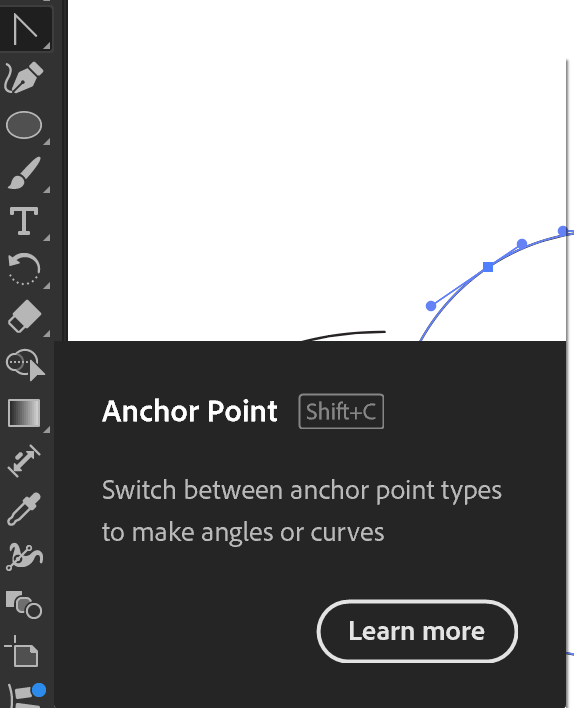 Anchor Point Shift+C
Switch between anchor point types
to make angles or curves
Learn more